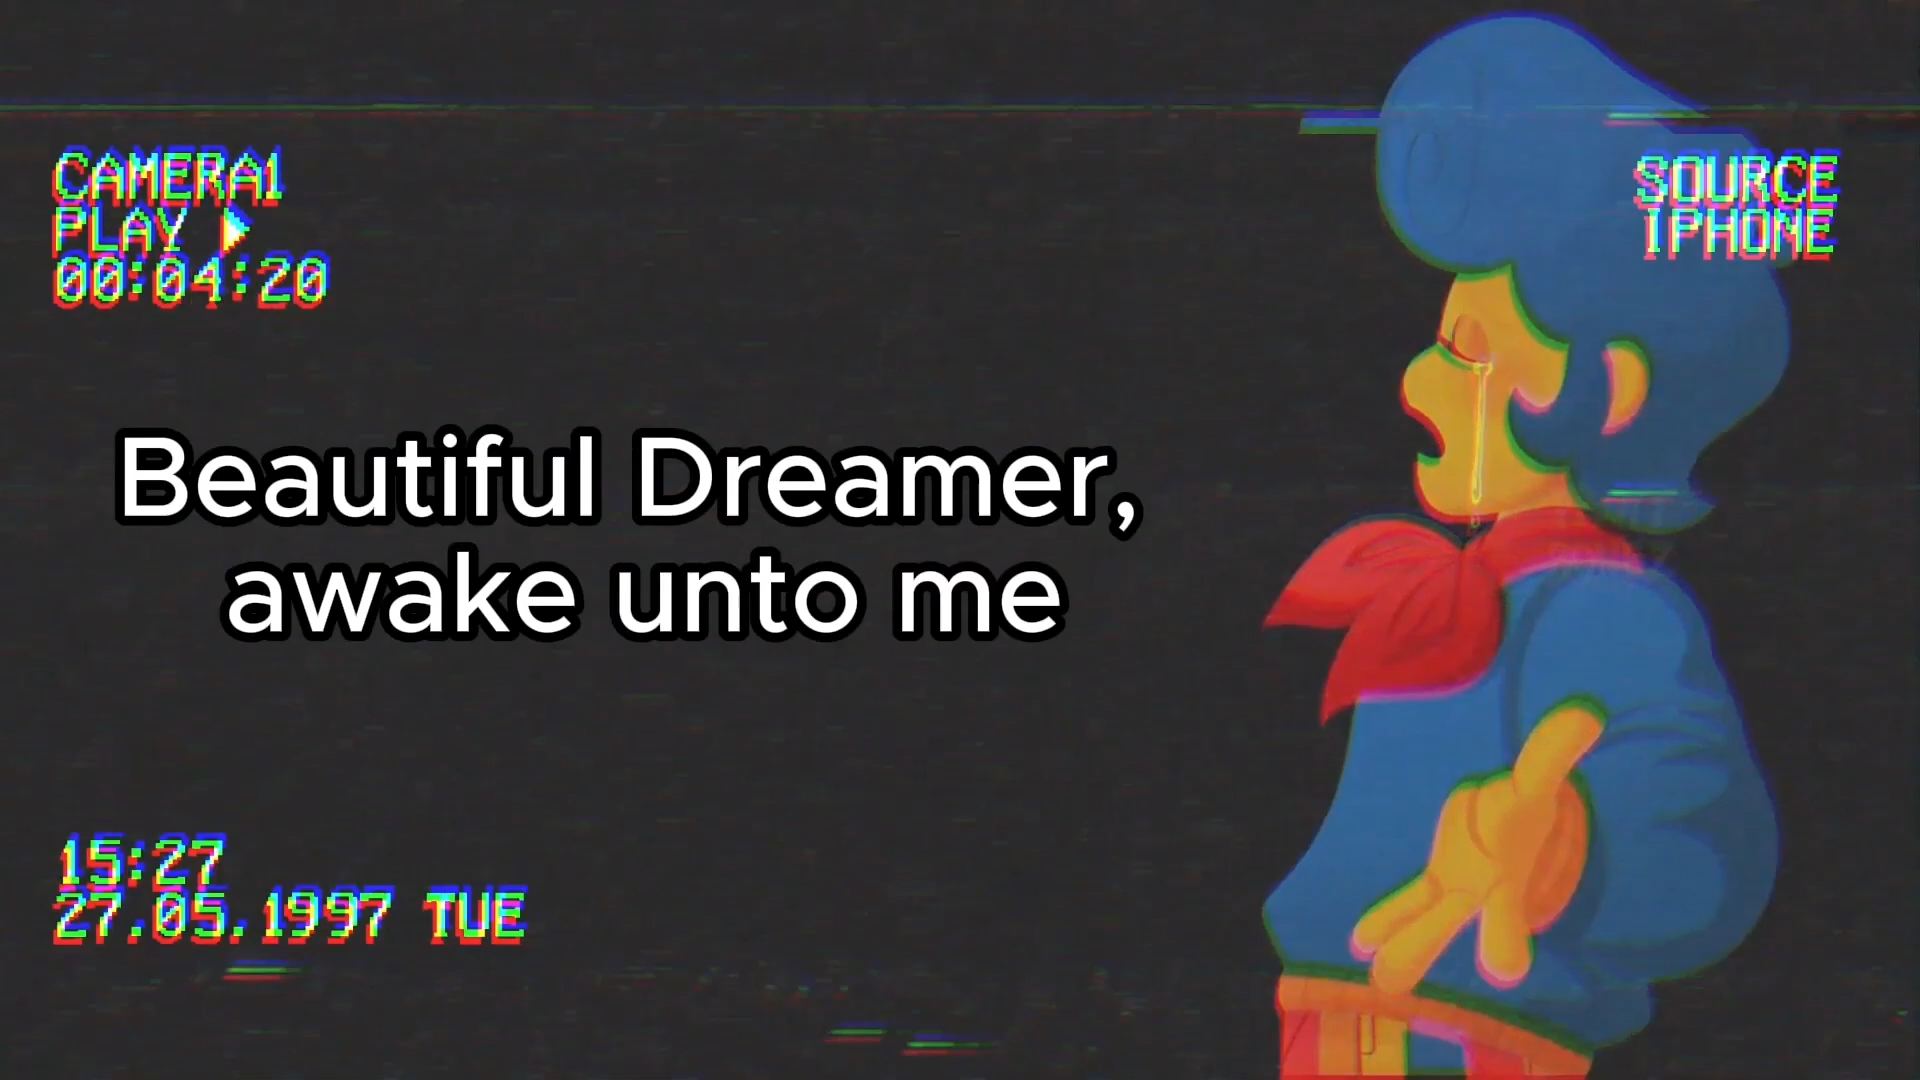 CAMERA1
PLAY
00:04:20
SOURCE
IPHONE
Beautiful Dreamer,
awake unto me
15:27
27.05.1997 TUE